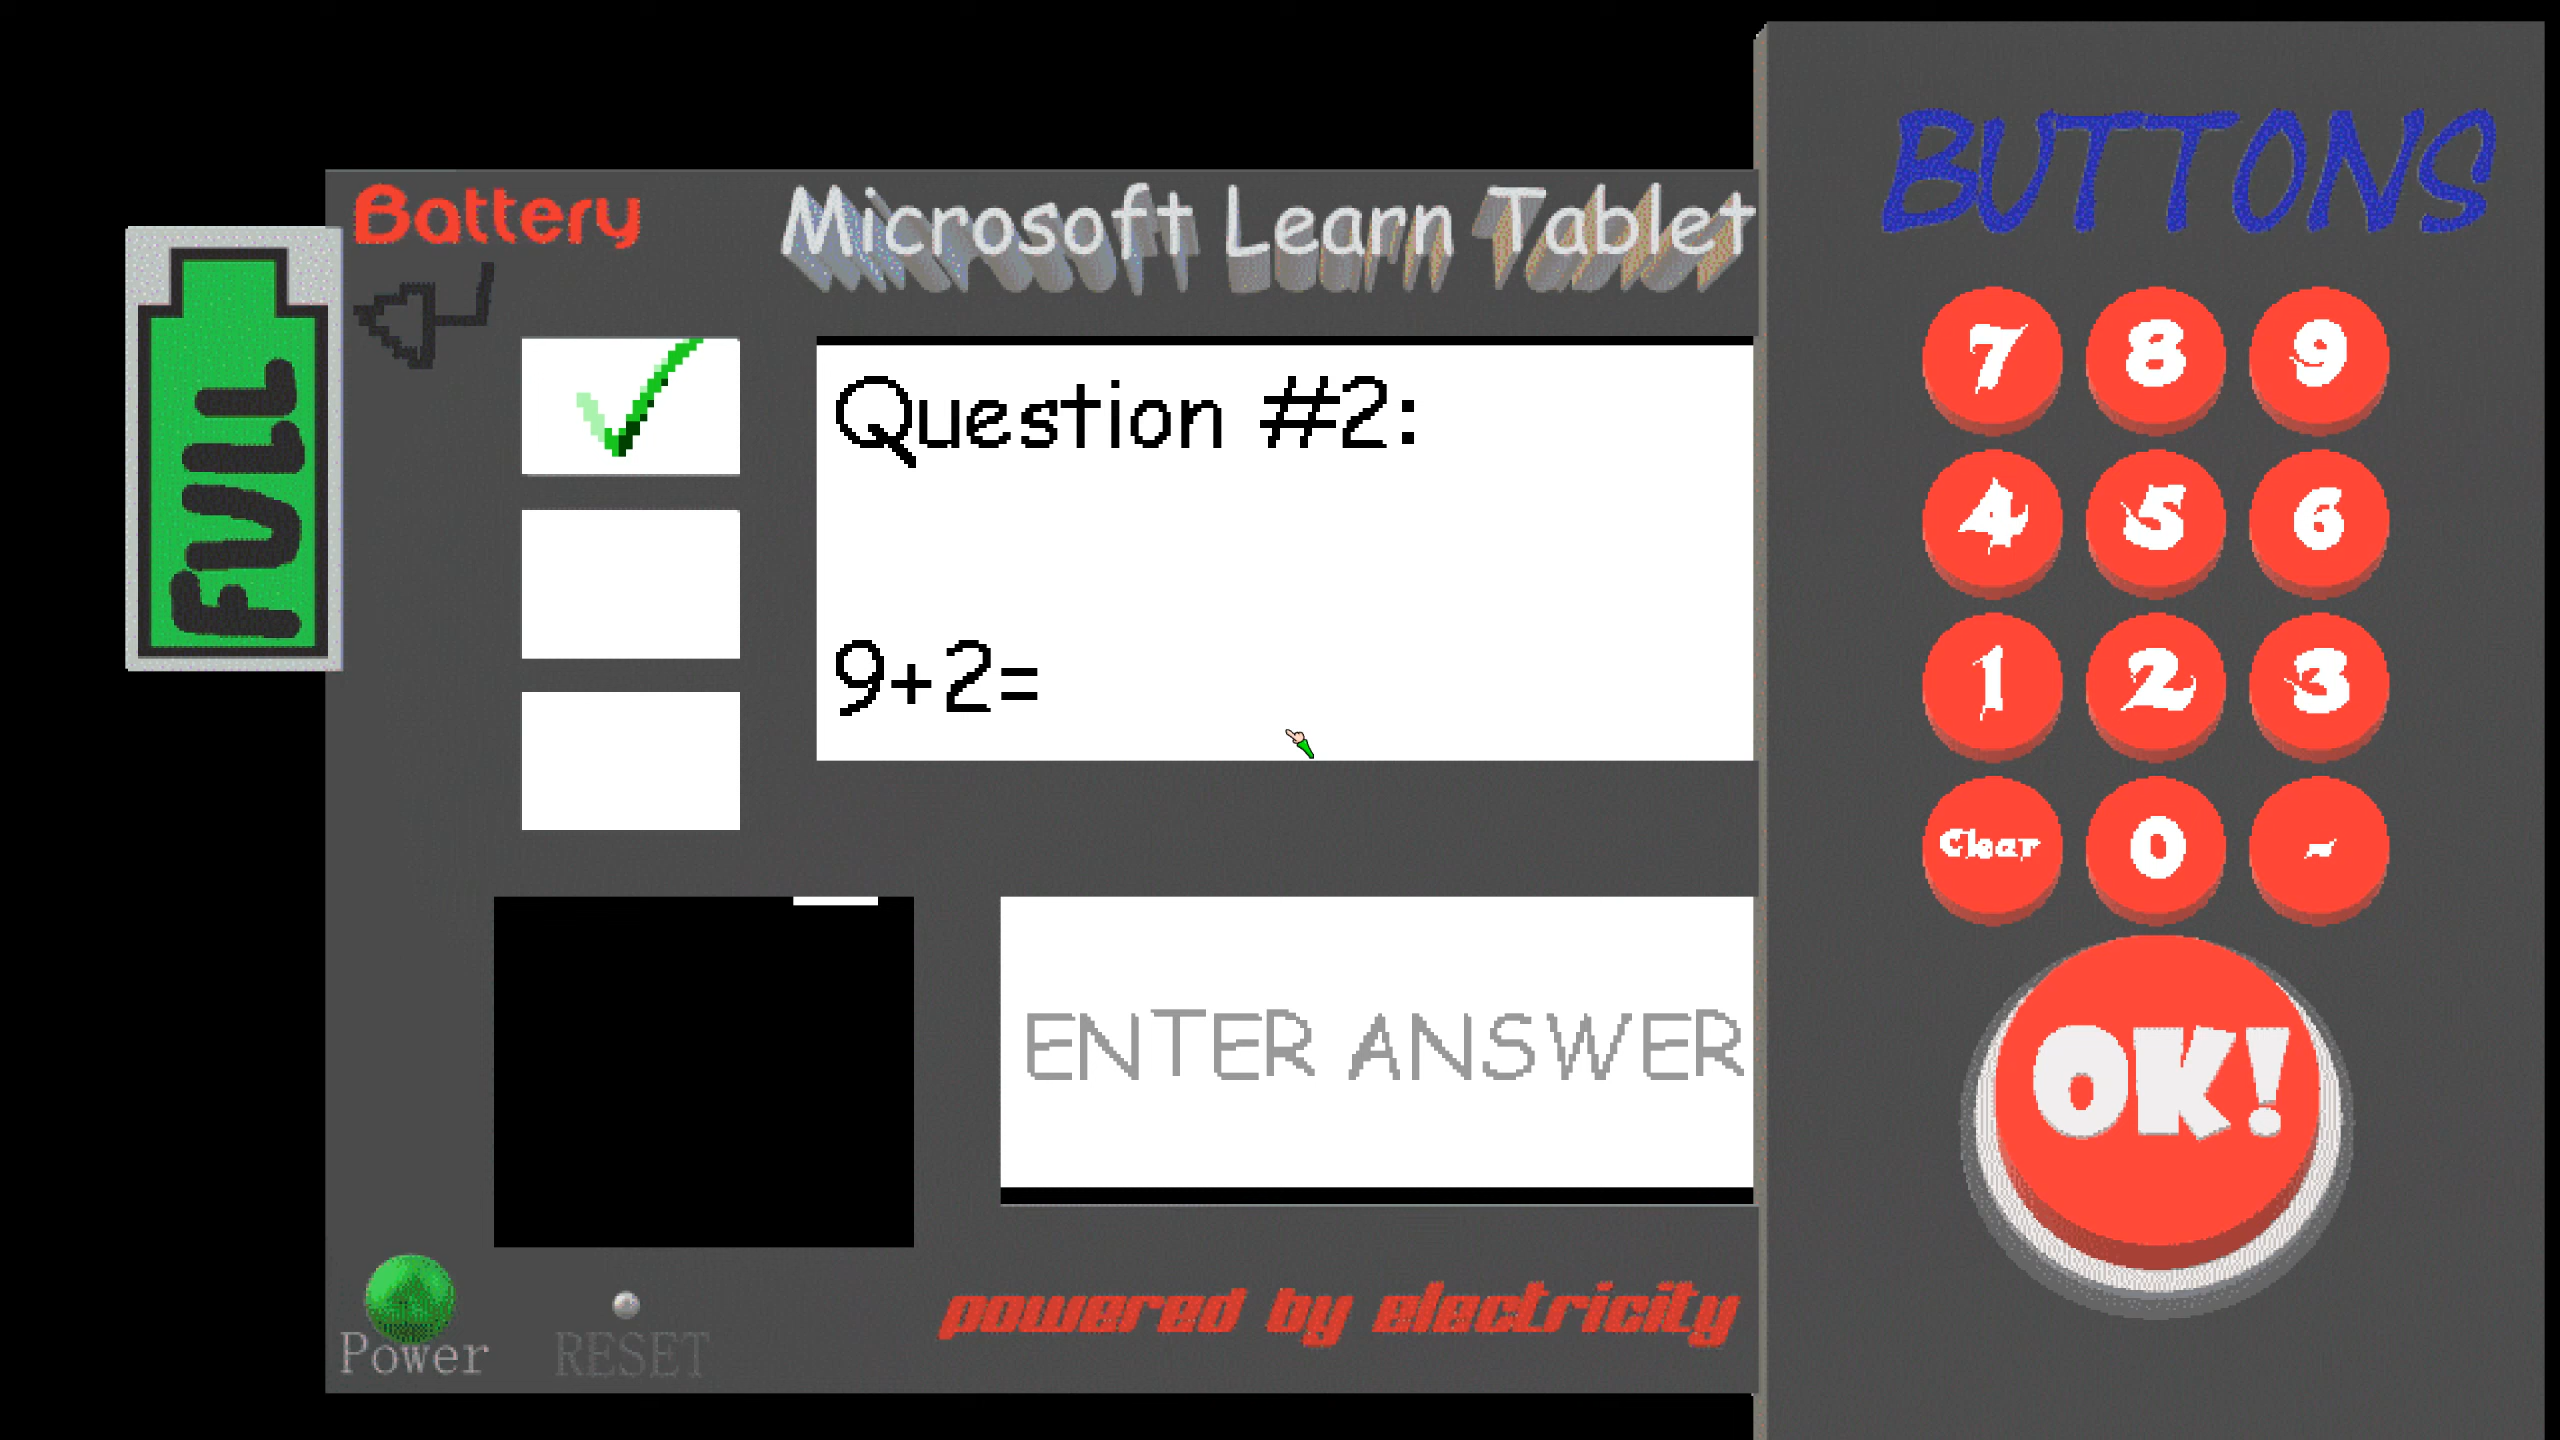 Battery
Microsoft Learn Tablet
FULL
Question #2:
9+2=
ENTER ANSWER
Power
RESET
powered by electricity
BUTTONS
7 8 9
4 5 6
1 2 3
Clear 0 -
OK!